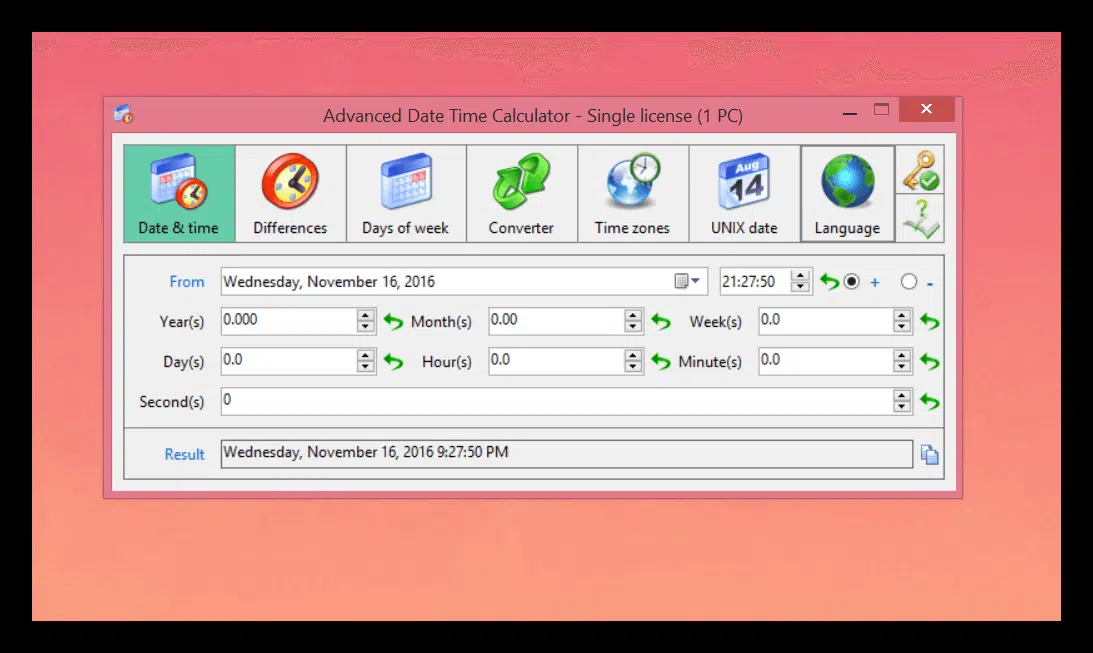 Advanced Date Time Calculator - Single license (1 PC)
Aug
14
Date & time Differences Days of week Converter Time zones UNIX date Language
From Wednesday, November 16, 2016 21:27:50 + -
Year(s) 0.000 Month(s) 0.00 Week(s) 0.0
Day(s) 0.0 Hour(s) 0.0 Minute(s) 0.0
Second(s) 0
Result Wednesday, November 16, 2016 9:27:50 PM